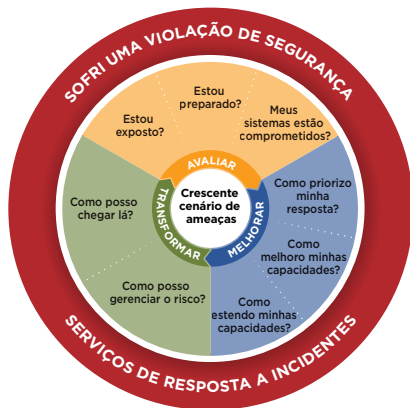 SOFRI UMA VIOLAÇÃO DE SEGURANÇA
Estou
preparado?
Estou
exposto?
Meus
sistemas estão
comprometidos?
AVALIAR
Como posso
chegar lá?
TRANSFORMAR
Crescente
cenário de
ameaças
MELHORAR
Como priorizo
minha
resposta?
Como
melhoro minhas
capacidades?
Como posso
gerenciar o risco?
Como
estendo minhas
capacidades?
SERVIÇOS DE RESPOSTA A INCIDENTES